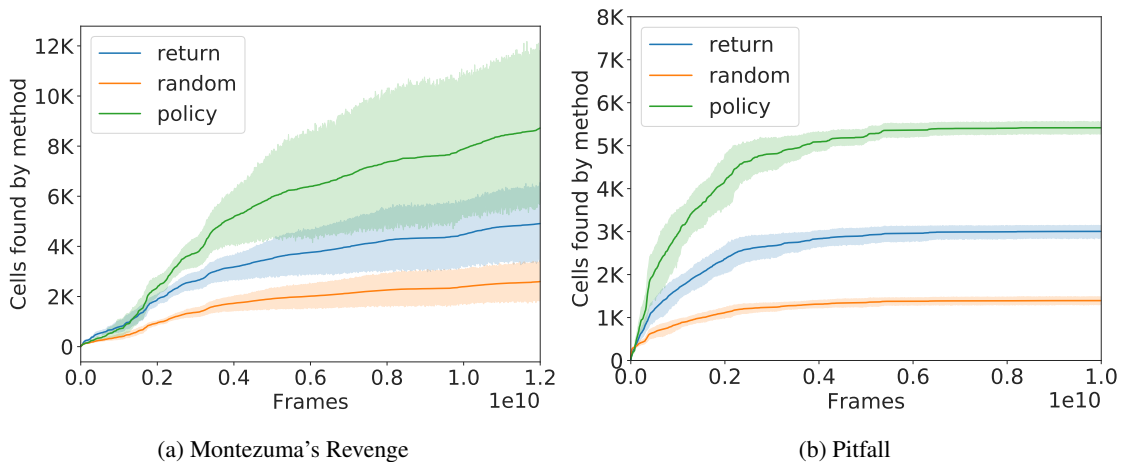 12K
10K
8K
6K
4K
2K
0
Cells found by method
return
random
policy
0.0 0.2 0.4 0.6 0.8 1.0 1.2
1e10
Frames
(a) Montezuma's Revenge
8K
7K
6K
5K
4K
3K
2K
1K
0
Cells found by method
return
random
policy
0.0 0.2 0.4 0.6 0.8 1.0
1e10
Frames
(b) Pitfall